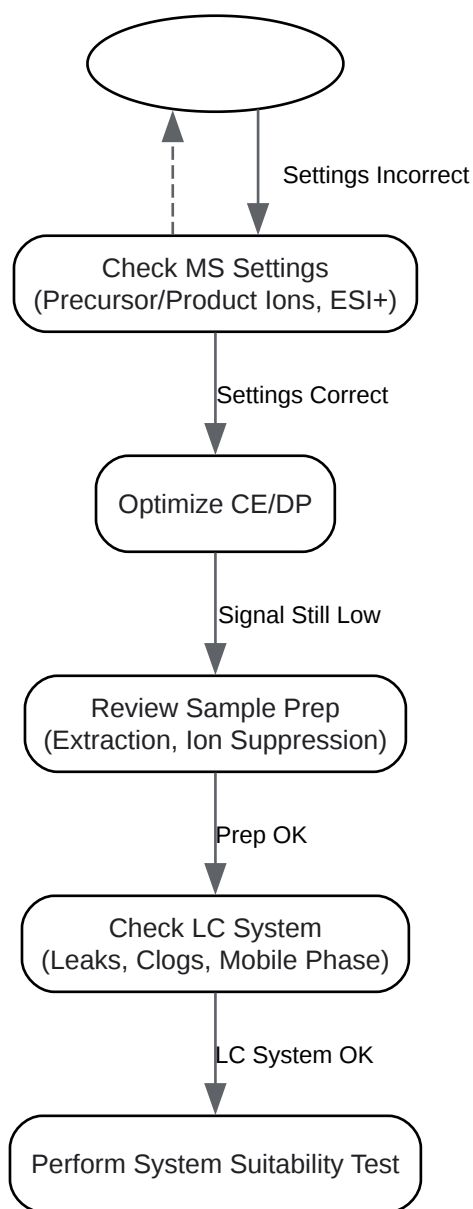 Settings Incorrect
Check MS Settings
(Precursor/Product Ions, ESI+)
Settings Correct
Optimize CE/DP
Signal Still Low
Review Sample Prep
(Extraction, Ion Suppression)
Prep OK
Check LC System
(Leaks, Clogs, Mobile Phase)
LC System OK
Perform System Suitability Test